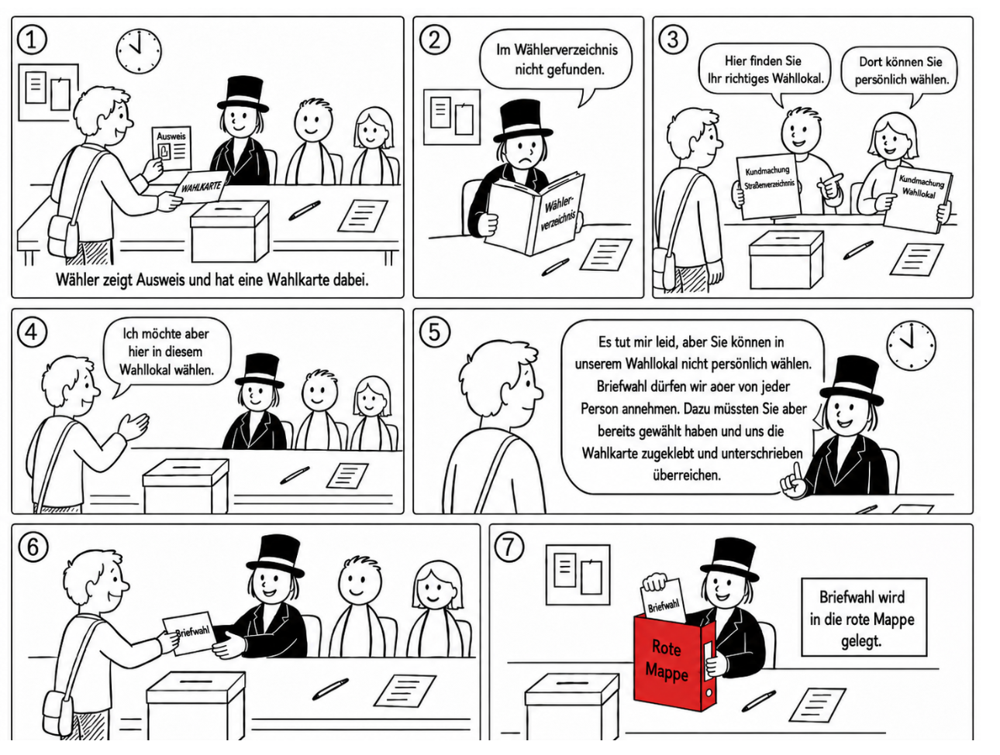 1
Ausweis
WAHLKARTE
Wähler zeigt Ausweis und hat eine Wahlkarte dabei.
2
Im Wählerverzeichnis
nicht gefunden.
Wähler-
verzeichnis
3
Hier finden Sie
Ihr richtiges Wahllokal.
Dort können Sie
persönlich wählen.
Kundmachung
Straßenverzeichnis
Kundmachung
Wahllokal
4
Ich möchte aber
hier in diesem
Wahllokal wählen.
5
Es tut mir leid, aber Sie können in
unserem Wahllokal nicht persönlich wählen.
Briefwahl dürfen wir aber von jeder
Person annehmen. Dazu müssten Sie aber
bereits gewählt haben und uns die
Wahlkarte zugeklebt und unterschrieben
überreichen.
6
Briefwahl
7
Briefwahl
Rote
Mappe
Briefwahl wird
in die rote Mappe
gelegt.